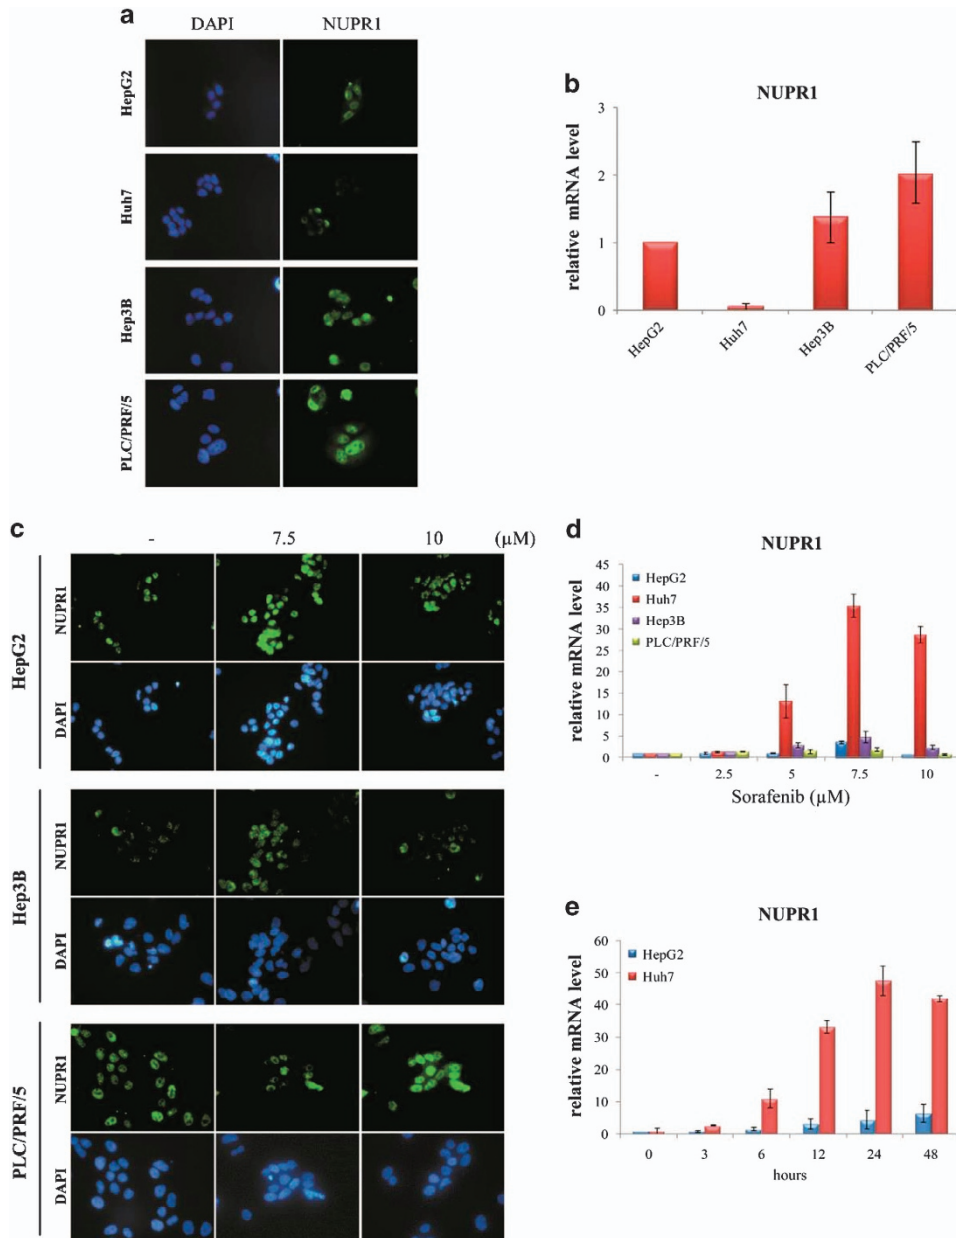 a
DAPI NUPR1
HepG2
Huh7
Hep3B
PLC/PRF/5
b
NUPR1
relative mRNA level
3
2
1
0
HepG2 Huh7 Hep3B PLC/PRF/5
c
- 7.5 10 (µM)
HepG2
NUPR1
DAPI
Hep3B
NUPR1
DAPI
PLC/PRF/5
NUPR1
DAPI
d
NUPR1
relative mRNA level
45
40
35
30
25
20
15
10
5
0
HepG2
Huh7
Hep3B
PLC/PRF/5
- 2.5 5 7.5 10
Sorafenib (µM)
e
NUPR1
relative mRNA level
60
50
40
30
20
10
0
HepG2
Huh7
0 3 6 12 24 48
hours